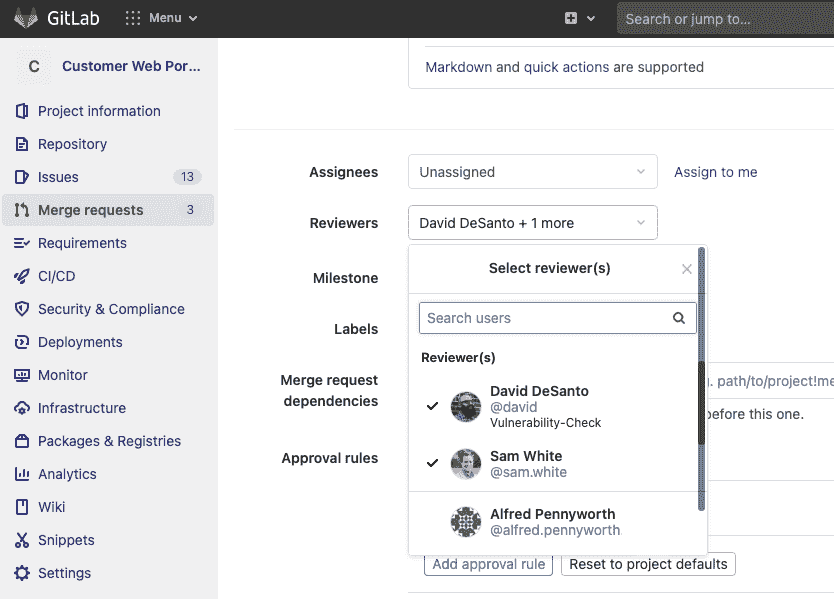 GitLab
Menu
Search or jump to...
C
Customer Web Por...
Project information
Repository
Issues 13
Merge requests 3
Requirements
CI/CD
Security & Compliance
Deployments
Monitor
Infrastructure
Packages & Registries
Analytics
Wiki
Snippets
Settings
Markdown and quick actions are supported
Assignees
Unassigned
Assign to me
Reviewers
David DeSanto + 1 more
Milestone
Labels
Merge request
dependencies
Approval rules
Select reviewer(s)
Search users
Reviewer(s)
David DeSanto
@david
Vulnerability-Check
Sam White
@sam.white
Alfred Pennyworth
@alfred.pennyworth
path/to/project!me
before this one.
Add approval rule
Reset to project defaults